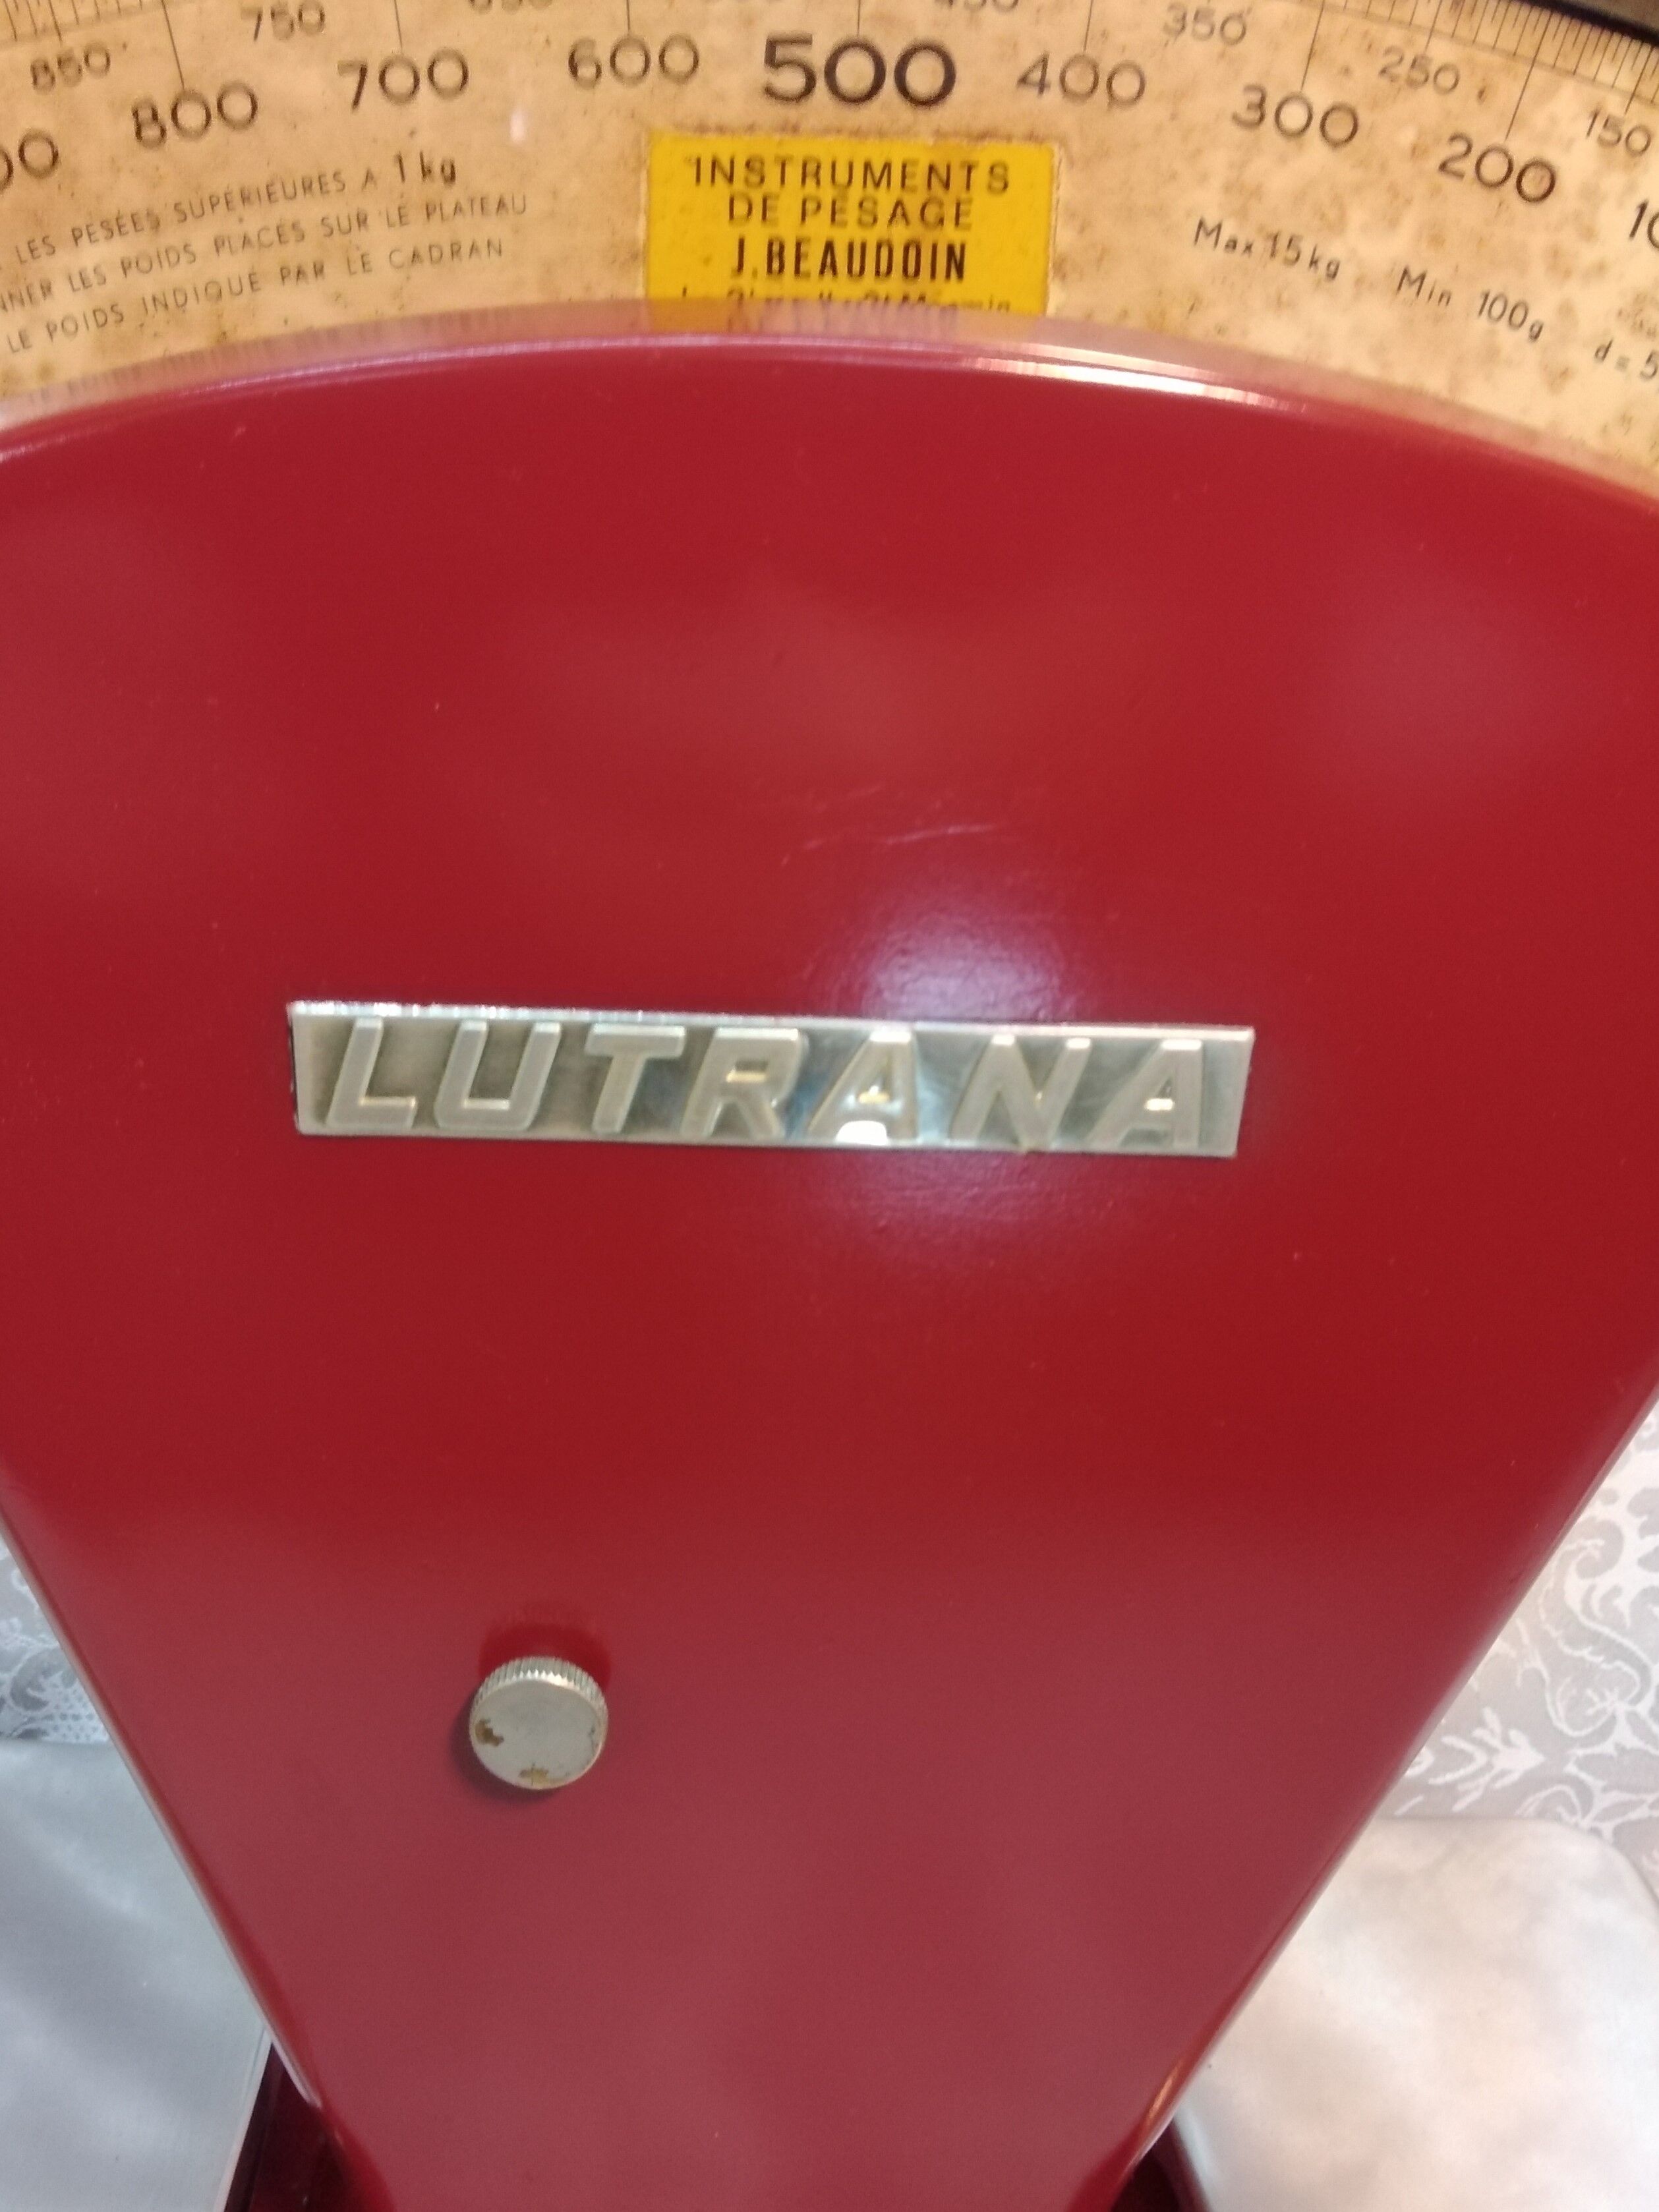 850 750 350 250 150
800 700 600 500 400 300 200
LES PESÉES SUPÉRIEURES A 1 kg
LES POIDS PLACÉS SUR LE PLATEAU
LE POIDS INDIQUÉ PAR LE CADRAN
INSTRUMENTS
DE PESAGE
J.BEAUDOIN
Max 15 kg Min 100g d = 5
LUTRANA